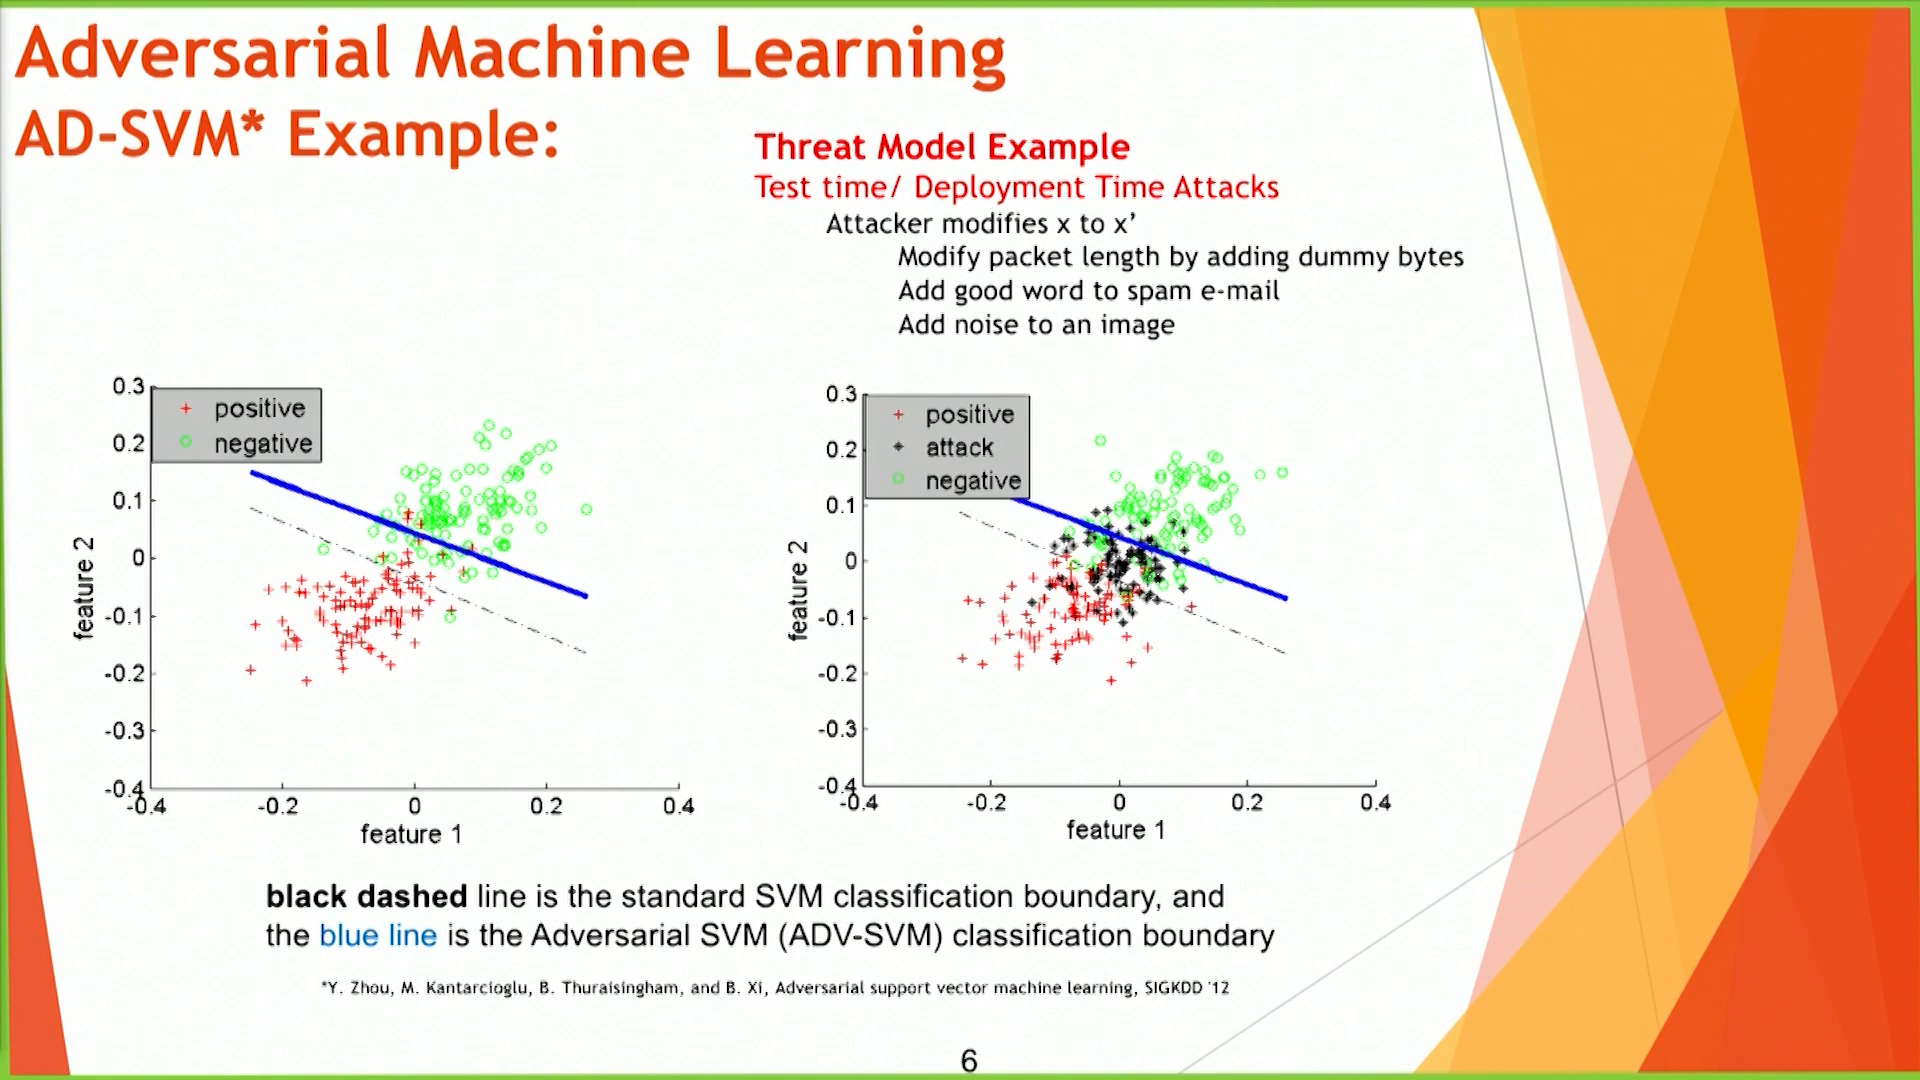 Adversarial Machine Learning
AD-SVM* Example:
Threat Model Example
Test time/ Deployment Time Attacks
Attacker modifies x to x’
Modify packet length by adding dummy bytes
Add good word to spam e-mail
Add noise to an image
0.3
0.2
0.1
0
-0.1
-0.2
-0.3
-0.4
feature 2
positive
negative
-0.4
-0.2
0
0.2
0.4
feature 1
0.3
0.2
0.1
0
-0.1
-0.2
-0.3
-0.4
feature 2
positive
attack
negative
-0.4
-0.2
0
0.2
0.4
feature 1
black dashed line is the standard SVM classification boundary, and
the blue line is the Adversarial SVM (ADV-SVM) classification boundary
*Y. Zhou, M. Kantarcioglu, B. Thuraisingham, and B. Xi, Adversarial support vector machine learning, SIGKDD '12
6